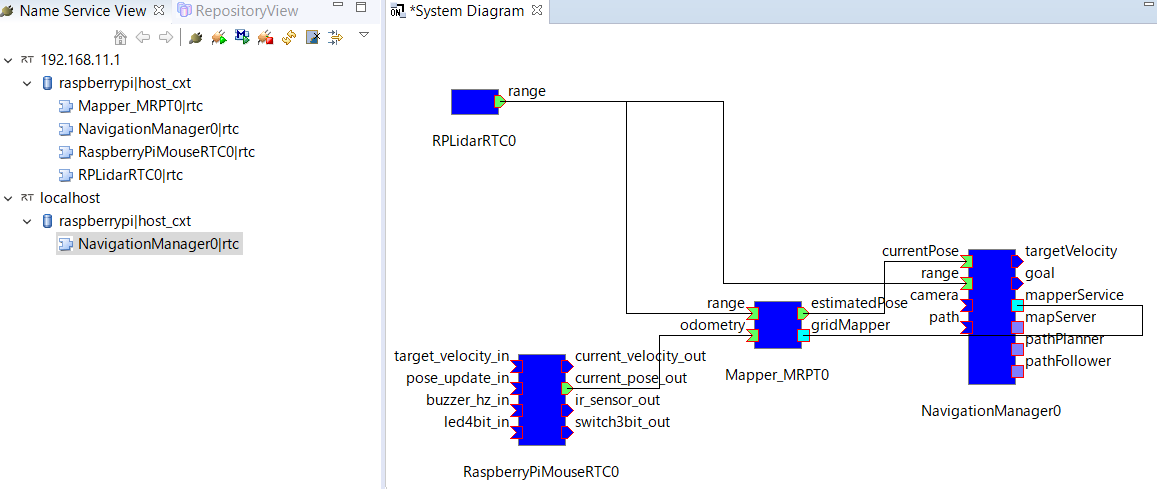 Name Service View
RepositoryView
192.168.11.1
raspberrypi|host_cxt
Mapper_MRPT0|rtc
NavigationManager0|rtc
RaspberryPiMouseRTC0|rtc
RPLidarRTC0|rtc
localhost
raspberrypi|host_cxt
NavigationManager0|rtc
ON
*System Diagram
range
RPLidarRTC0
currentPose
range
camera
path
targetVelocity
goal
mapperService
mapServer
pathPlanner
pathFollower
NavigationManager0
range
odometry
estimatedPose
gridMapper
Mapper_MRPT0
target_velocity_in
pose_update_in
buzzer_hz_in
led4bit_in
current_velocity_out
current_pose_out
ir_sensor_out
switch3bit_out
RaspberryPiMouseRTC0